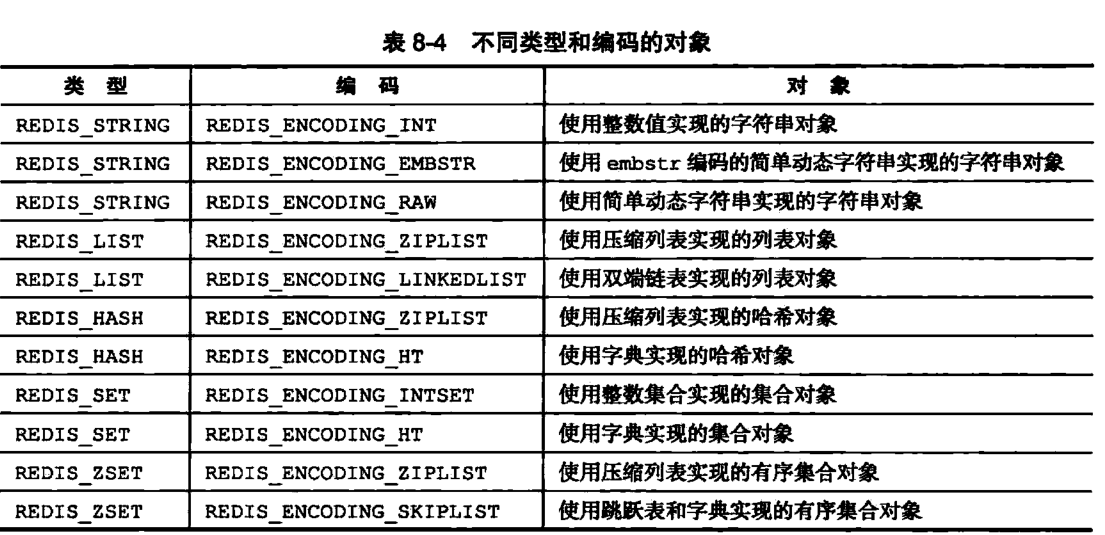 表 8-4 不同类型和编码的对象
类 型 编 码 对 象
REDIS_STRING REDIS_ENCODING_INT 使用整数值实现的字符串对象
REDIS_STRING REDIS_ENCODING_EMBSTR 使用 embstr 编码的简单动态字符串实现的字符串对象
REDIS_STRING REDIS_ENCODING_RAW 使用简单动态字符串实现的字符串对象
REDIS_LIST REDIS_ENCODING_ZIPLIST 使用压缩列表实现的列表对象
REDIS_LIST REDIS_ENCODING_LINKEDLIST 使用双端链表实现的列表对象
REDIS_HASH REDIS_ENCODING_ZIPLIST 使用压缩列表实现的哈希对象
REDIS_HASH REDIS_ENCODING_HT 使用字典实现的哈希对象
REDIS_SET REDIS_ENCODING_INTSET 使用整数集合实现的集合对象
REDIS_SET REDIS_ENCODING_HT 使用字典实现的集合对象
REDIS_ZSET REDIS_ENCODING_ZIPLIST 使用压缩列表实现的有序集合对象
REDIS_ZSET REDIS_ENCODING_SKIPLIST 使用跳跃表和字典实现的有序集合对象